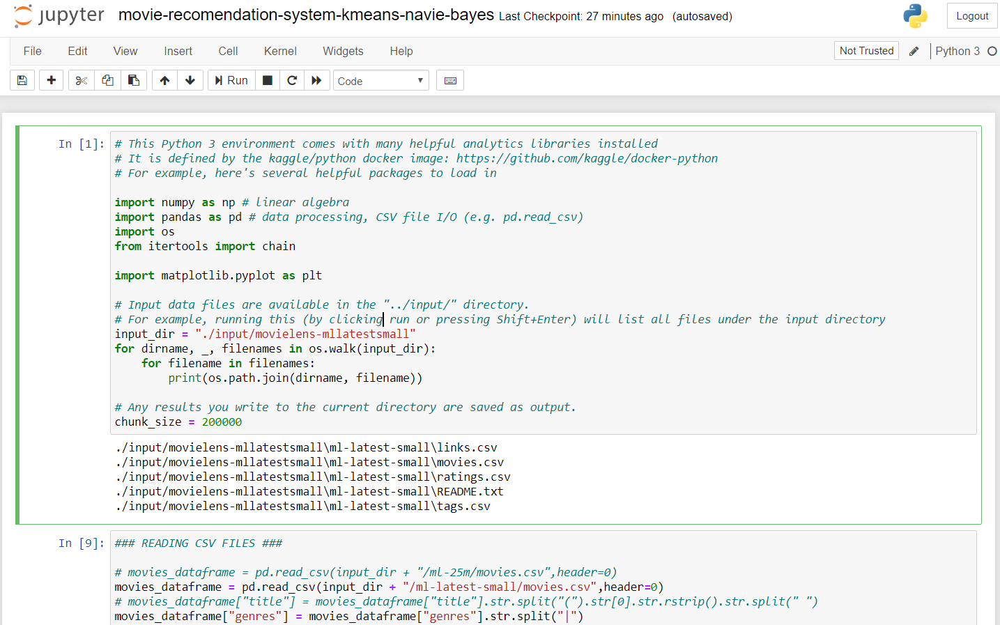 jupyter movie-recomendation-system-kmeans-navie-bayes Last Checkpoint: 27 minutes ago (autosaved) Logout
File Edit View Insert Cell Kernel Widgets Help Not Trusted Python 3
Run Code
In [1]:
# This Python 3 environment comes with many helpful analytics libraries installed
# It is defined by the kaggle/python docker image: https://github.com/kaggle/docker-python
# For example, here's several helpful packages to load in

import numpy as np # linear algebra
import pandas as pd # data processing, CSV file I/O (e.g. pd.read_csv)
import os
from itertools import chain

import matplotlib.pyplot as plt

# Input data files are available in the "../input/" directory.
# For example, running this (by clicking run or pressing Shift+Enter) will list all files under the input directory
input_dir = "./input/movielens-mllatestsmall"
for dirname, _, filenames in os.walk(input_dir):
    for filename in filenames:
        print(os.path.join(dirname, filename))

# Any results you write to the current directory are saved as output.
chunk_size = 200000
./input/movielens-mllatestsmall\ml-latest-small\links.csv
./input/movielens-mllatestsmall\ml-latest-small\movies.csv
./input/movielens-mllatestsmall\ml-latest-small\ratings.csv
./input/movielens-mllatestsmall\ml-latest-small\README.txt
./input/movielens-mllatestsmall\ml-latest-small\tags.csv
In [9]:
### READING CSV FILES ###

# movies_dataframe = pd.read_csv(input_dir + "/ml-25m/movies.csv",header=0)
movies_dataframe = pd.read_csv(input_dir + "/ml-latest-small/movies.csv",header=0)
# movies_dataframe["title"] = movies_dataframe["title"].str.split("(").str[0].str.rstrip().str.split(" ")
movies_dataframe["genres"] = movies_dataframe["genres"].str.split("|")